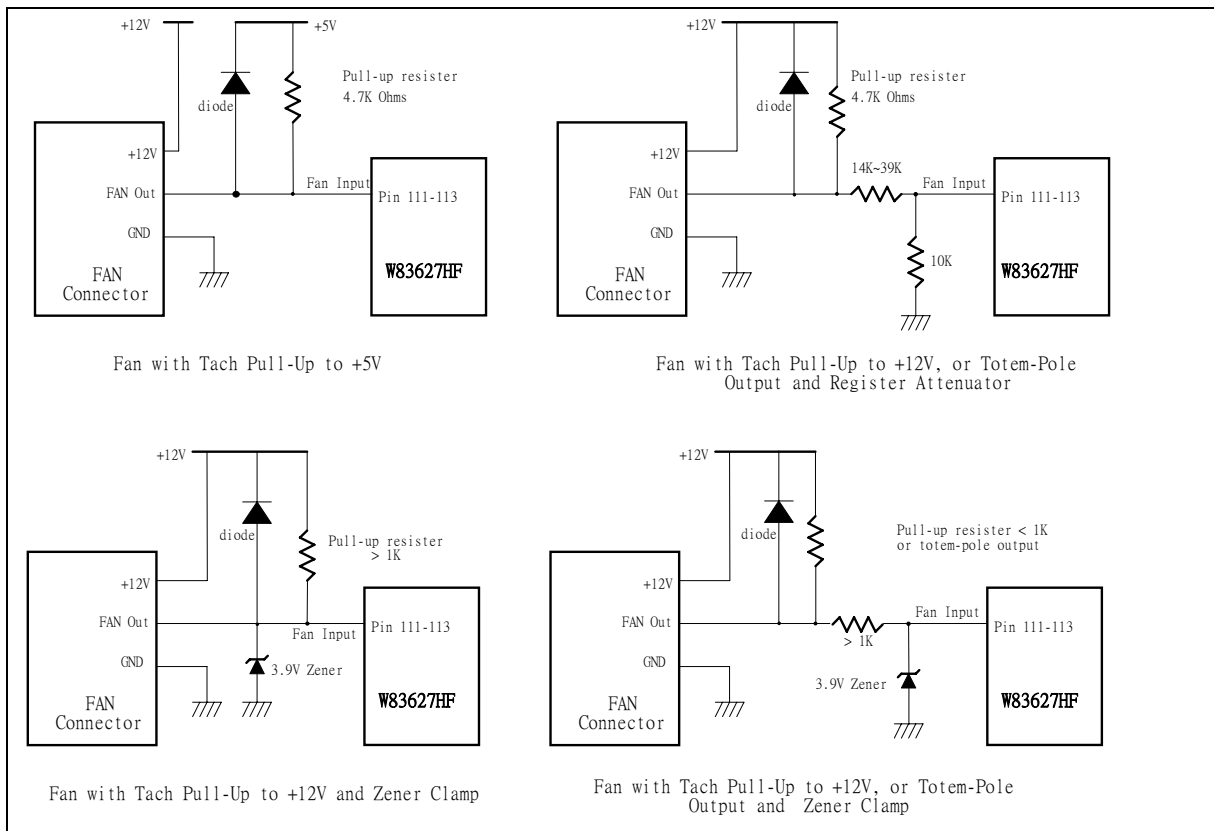 +12V
+5V
Pull-up resister
4.7K Ohms
diode
+12V
FAN Out
Fan Input
Pin 111-113
GND
W83627HF
FAN
Connector
Fan with Tach Pull-Up to +5V
+12V
Pull-up resister
4.7K Ohms
diode
+12V
14K~39K
FAN Out
Fan Input
Pin 111-113
GND
10K
W83627HF
FAN
Connector
Fan with Tach Pull-Up to +12V, or Totem-Pole
Output and Register Attenuator
+12V
diode
Pull-up resister
> 1K
+12V
FAN Out
Fan Input
Pin 111-113
GND
3.9V Zener
W83627HF
FAN
Connector
Fan with Tach Pull-Up to +12V and Zener Clamp
+12V
diode
Pull-up resister < 1K
or totem-pole output
+12V
FAN Out
Fan Input
Pin 111-113
> 1K
GND
3.9V Zener
W83627HF
FAN
Connector
Fan with Tach Pull-Up to +12V, or Totem-Pole
Output and Zener Clamp